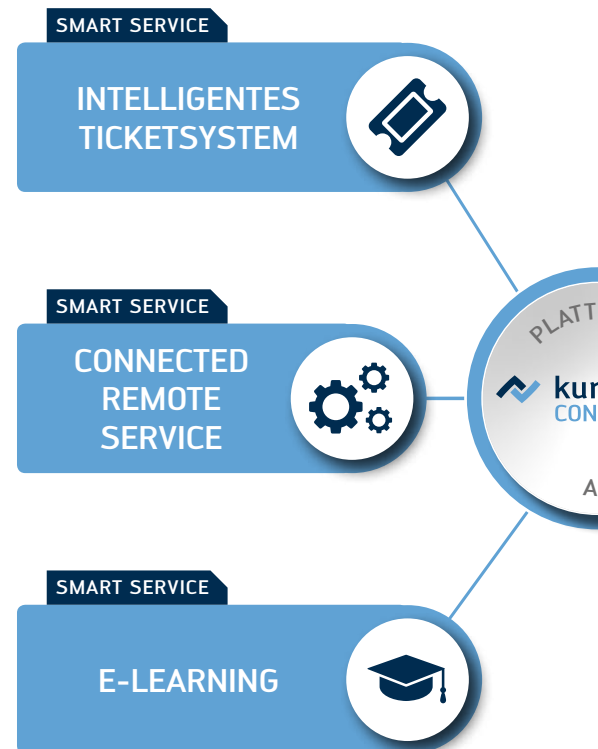 SMART SERVICE
INTELLIGENTES
TICKETSYSTEM
SMART SERVICE
CONNECTED
REMOTE
SERVICE
SMART SERVICE
E-LEARNING